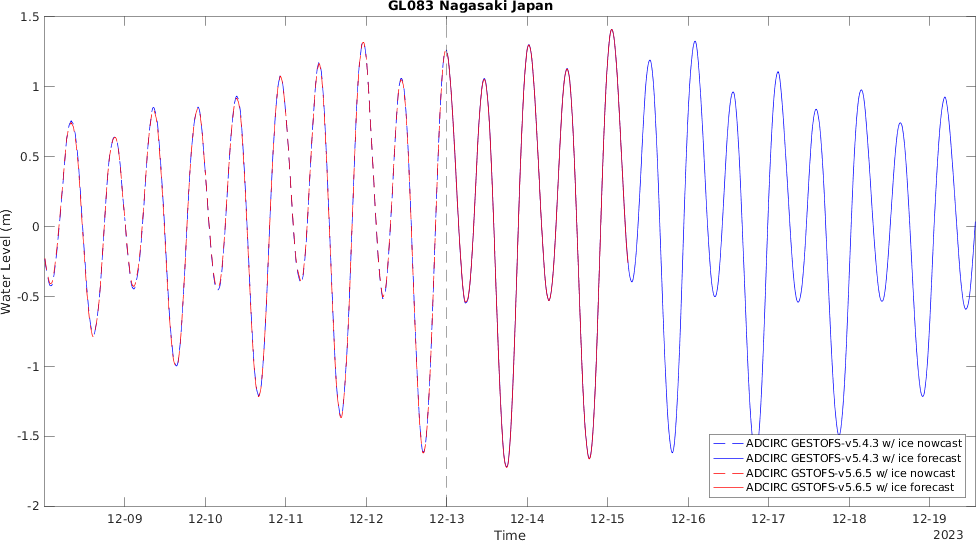 GL083 Nagasaki Japan
1.5
1
0.5
0
-0.5
-1
-1.5
-2
Water Level (m)
12-09 12-10 12-11 12-12 12-13 12-14 12-15 12-16 12-17 12-18 12-19
Time
2023
ADCIRC GESTOFS-v5.4.3 w/ ice nowcast
ADCIRC GESTOFS-v5.4.3 w/ ice forecast
ADCIRC GSTOFS-v5.6.5 w/ ice nowcast
ADCIRC GSTOFS-v5.6.5 w/ ice forecast